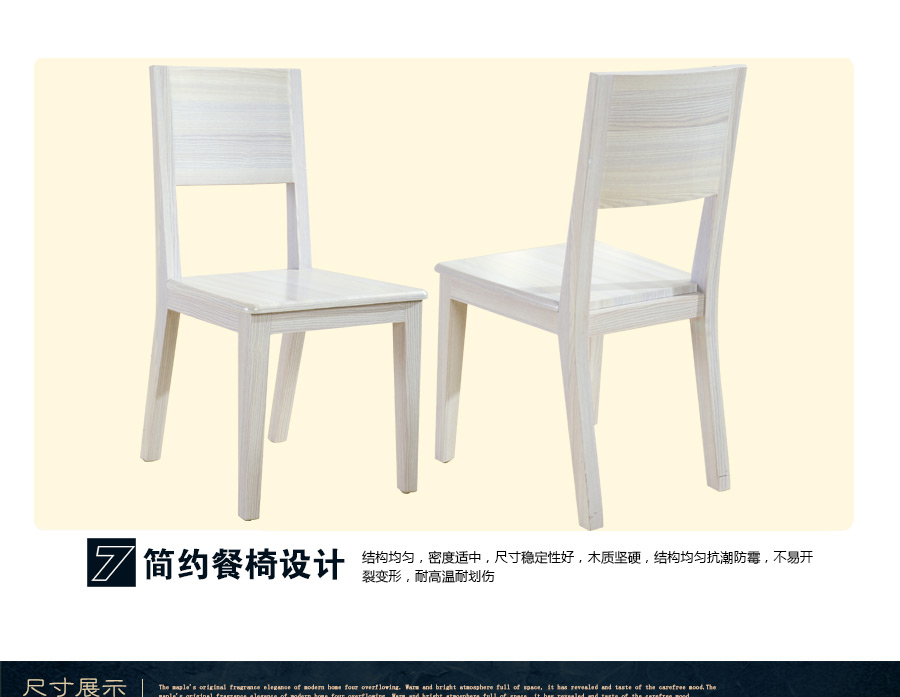 7 简约餐椅设计
结构均匀，密度适中，尺寸稳定性好，木质坚硬，结构均匀抗潮防霉，不易开
裂变形，耐高温耐划伤
尺寸展示
The maple's original fragrance elegance of modern home four overflowing. Warm and bright atmosphere full of space, it has revealed and taste of the carefree mood.The
maple's original fragrance elegance of modern home four overflowing. Warm and bright atmosphere full of space, it has revealed and taste of the carefree mood.